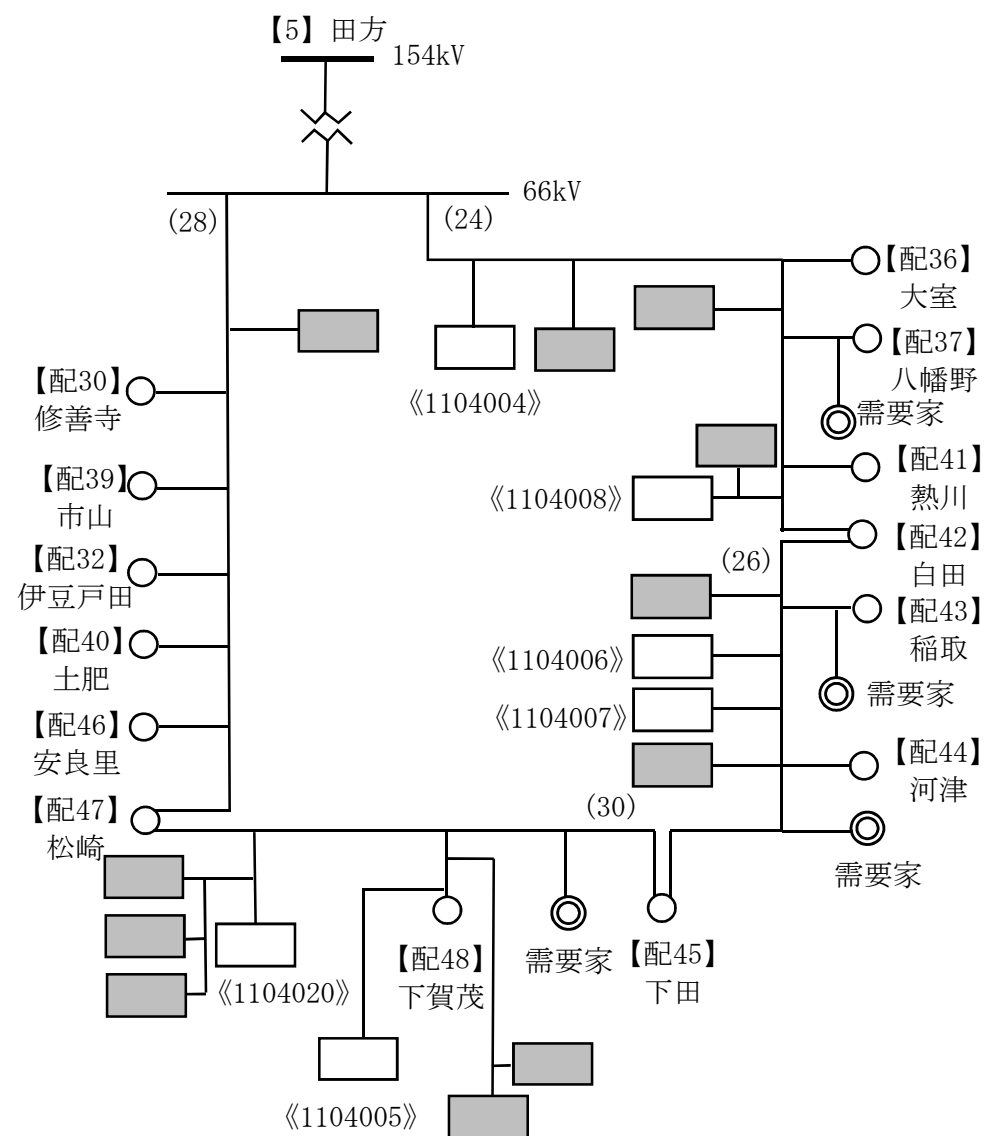 【5】田方
154kV
66kV
(28)
(24)
【配36】
大室
【配37】
八幡野
需要家
《1104004》
【配30】
修善寺
【配41】
熱川
【配39】
市山
《1104008》
【配42】
白田
(26)
【配32】
伊豆戸田
【配43】
稲取
【配40】
土肥
《1104006》
需要家
《1104007》
【配46】
安良里
【配44】
河津
(30)
【配47】
松崎
需要家
【配48】
下賀茂
需要家
【配45】
下田
《1104020》
《1104005》